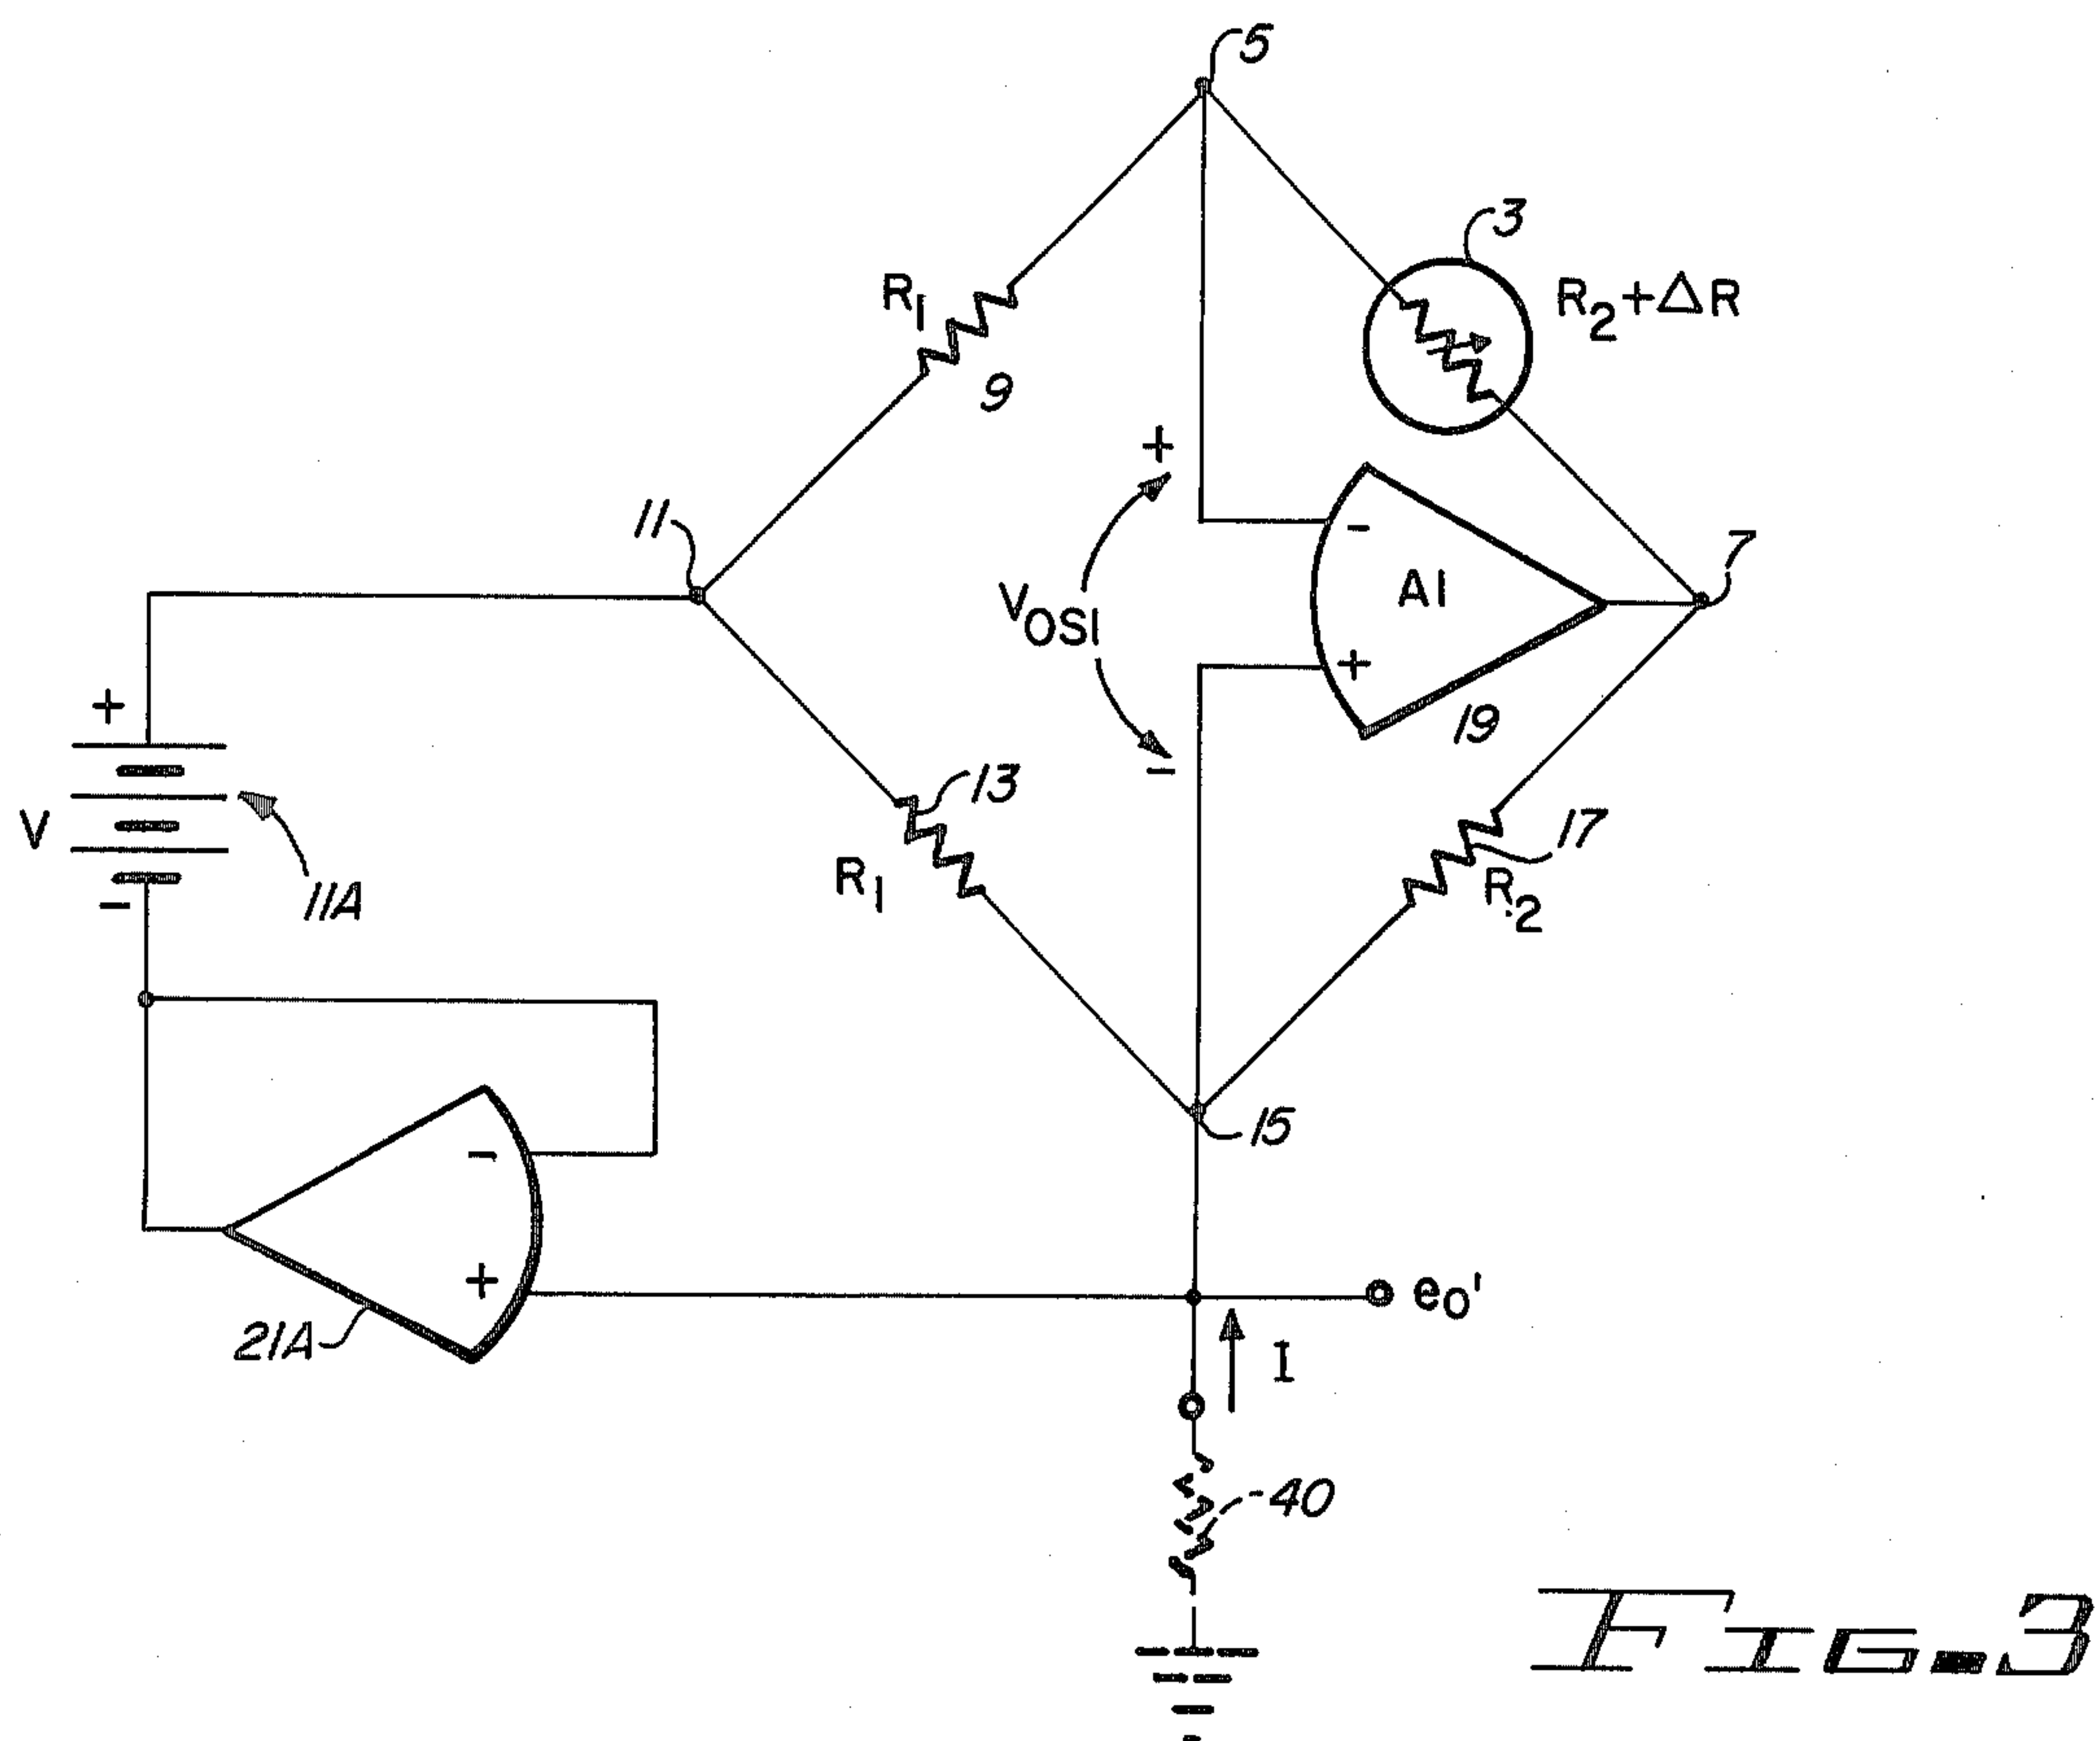 5
3
R1
R2+ΔR
9
+
11
-
7
A1
VOS1
+
+
19
-
13
17
V
R1
R2
-
11A
15
-
+
eo'
21A
I
40
FIG-3